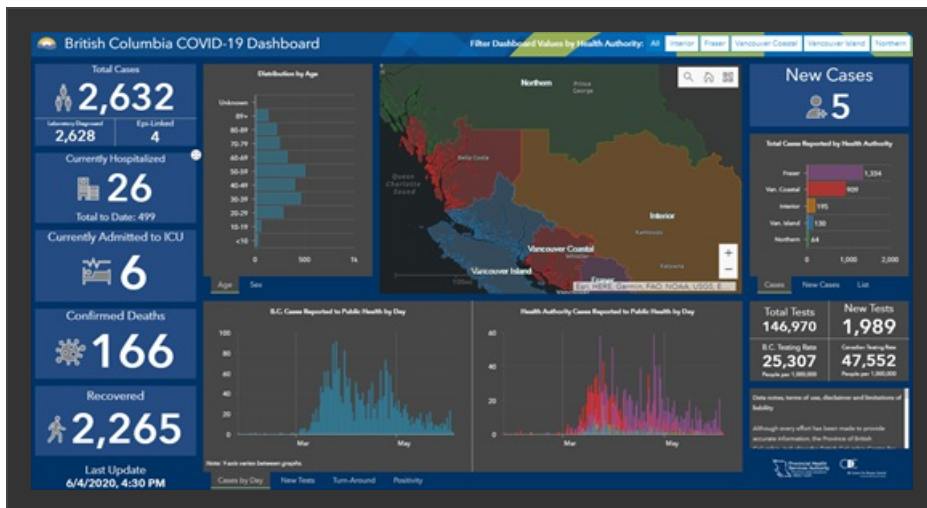 British Columbia COVID-19 Dashboard
Filter Dashboard Values by Health Authority: All Interior Fraser Vancouver Coastal Vancouver Island Northern
Total Cases
2,632
Laboratory Diagnosed
2,628
Epi-Linked
4
Currently Hospitalized
26
Total to Date: 499
Currently Admitted to ICU
6
Confirmed Deaths
166
Recovered
2,265
Last Update
6/4/2020, 4:30 PM
Distribution by Age
Unknown
89+
80-89
70-79
60-69
50-59
40-49
30-39
20-29
10-19
<10
0 500 1k
Age Sex
Northern
Prince
George
Bella Coola
Queen
Charlotte
Sound
Interior
Kamloops
Vancouver Coastal
Whistler
Kelowna
Vancouver Island
Fraser
Vancouver
+
−
Esri, HERE, Garmin, FAO, NOAA, USGS, E...
New Cases
5
Total Cases Reported by Health Authority
Fraser 1,334
Van. Coastal 909
Interior 195
Van. Island 130
Northern 64
0 1,000 2,000
Cases New Cases List
B.C. Cases Reported to Public Health by Day
100
80
60
40
20
0
Mar May
Note: Y-axis varies between graphs.
Cases by Day New Tests Turn-Around Positivity
Health Authority Cases Reported to Public Health by Day
60
40
20
0
Mar May
Total Tests
146,970
New Tests
1,989
B.C. Testing Rate
25,307
People per 1,000,000
Canadian Testing Rate
47,552
People per 1,000,000
Data notes, terms of use, disclaimer and limitations of
liability
Although every effort has been made to provide
accurate information, the Province of British
Provincial Health
Services Authority